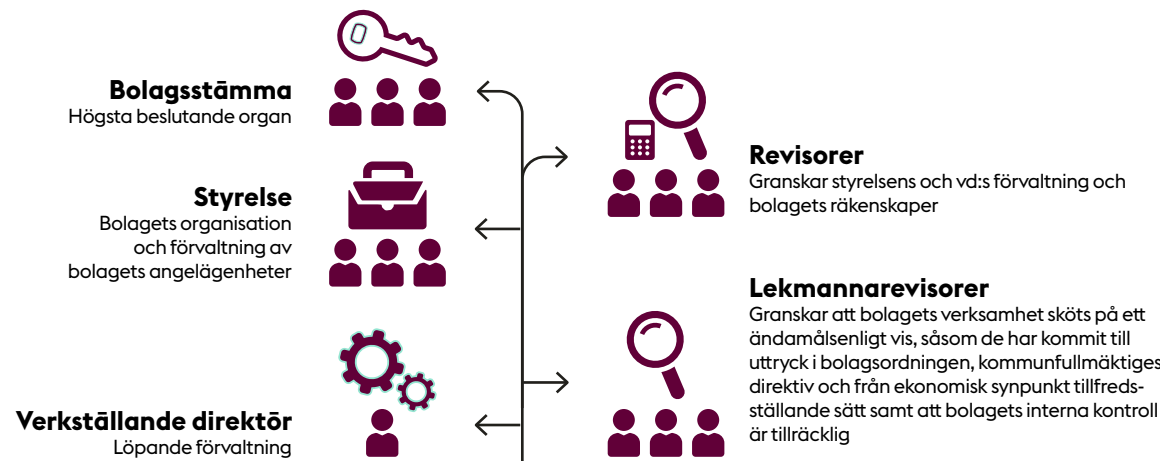 Bolagsstämma
Högsta beslutande organ
Styrelse
Bolagets organisation
och förvaltning av
bolagets angelägenheter
Verkställande direktör
Löpande förvaltning
Revisorer
Granskar styrelsens och vd:s förvaltning och
bolagets räkenskaper
Lekmannarevisorer
Granskar att bolagets verksamhet sköts på ett
ändamålsenligt vis, såsom de har kommit till
uttryck i bolagsordningen, kommunfullmäktiges
direktiv och från ekonomisk synpunkt tillfreds-
ställande sätt samt att bolagets interna kontroll
är tillräcklig